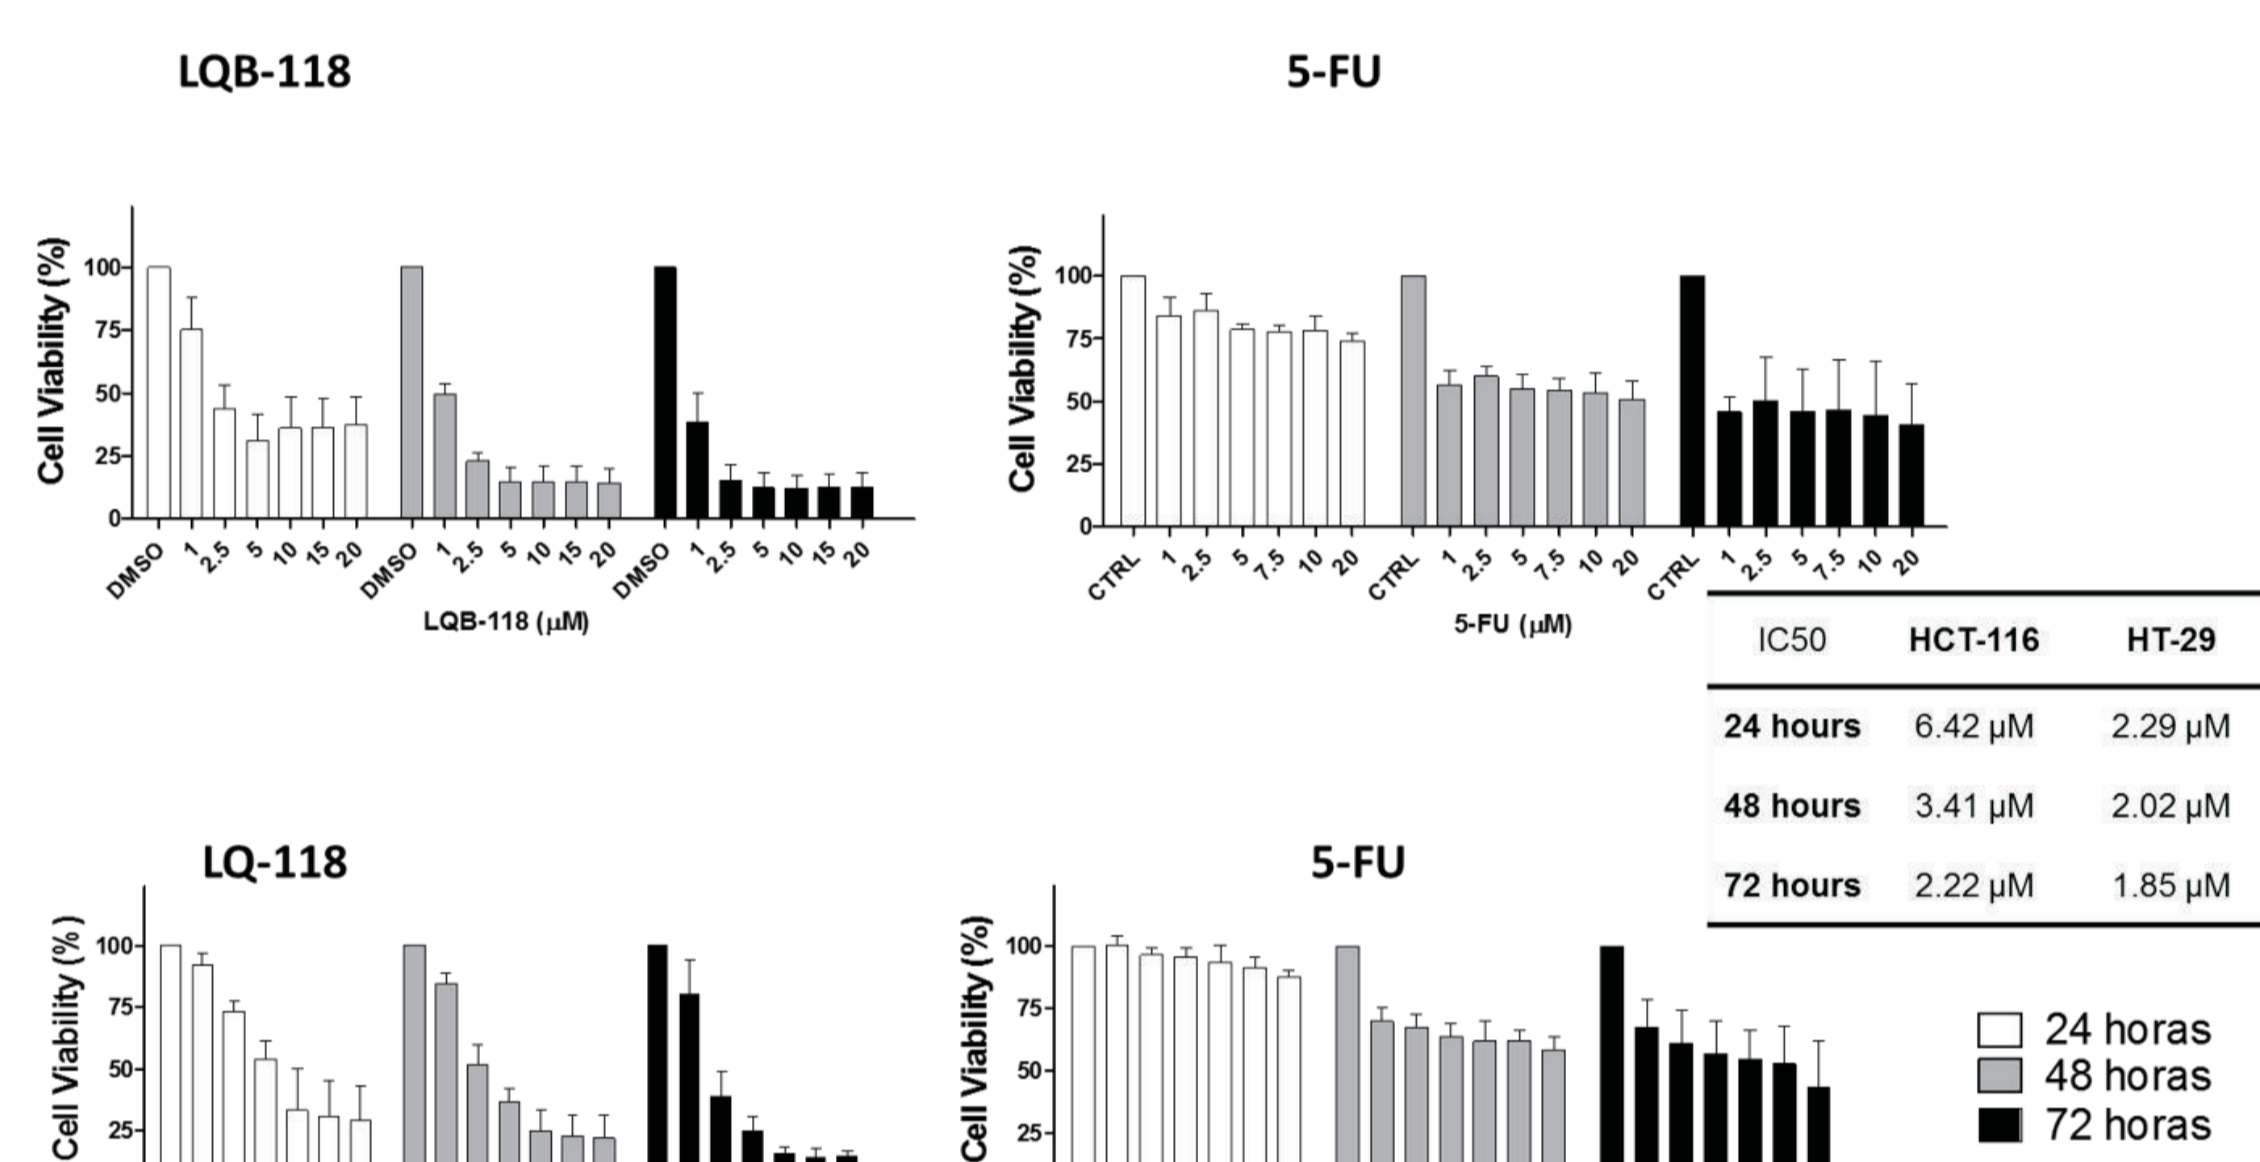 LQB-118
5-FU
Cell Viability (%)
100
75
50
25
0
DMSO 1 2.5 5 10 15 20 DMSO 1 2.5 5 10 15 20 DMSO 1 2.5 5 10 15 20
LQB-118 (µM)
Cell Viability (%)
100
75
50
25
0
CTRL 1 2.5 5 7.5 10 20 CTRL 1 2.5 5 7.5 10 20 CTRL 1 2.5 5 7.5 10 20
5-FU (µM)
IC50 HCT-116 HT-29
24 hours 6.42 µM 2.29 µM
48 hours 3.41 µM 2.02 µM
72 hours 2.22 µM 1.85 µM
LQ-118
5-FU
Cell Viability (%)
100
75
50
25
Cell Viability (%)
100
75
50
25
24 horas
48 horas
72 horas